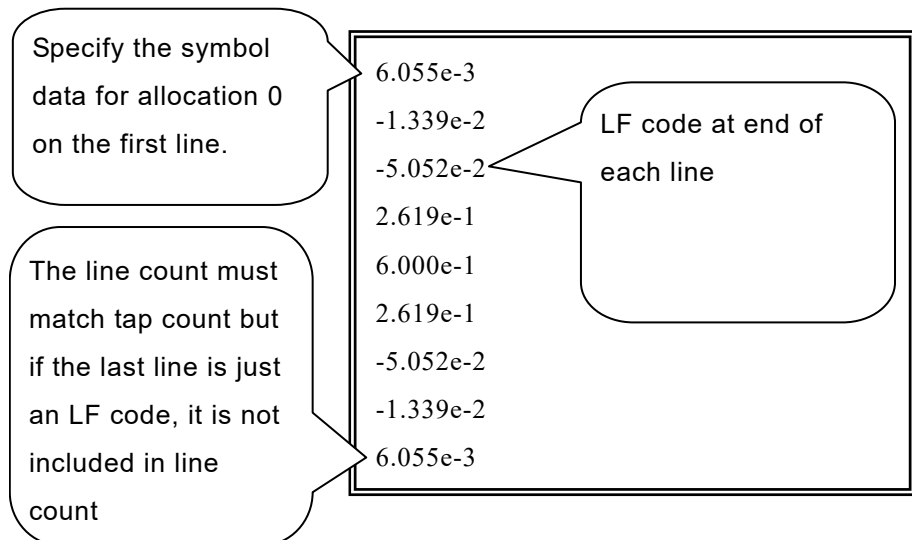 Specify the symbol
data for allocation 0
on the first line.
6.055e-3
-1.339e-2
-5.052e-2
2.619e-1
6.000e-1
2.619e-1
-5.052e-2
-1.339e-2
6.055e-3
LF code at end of
each line
The line count must
match tap count but
if the last line is just
an LF code, it is not
included in line
count